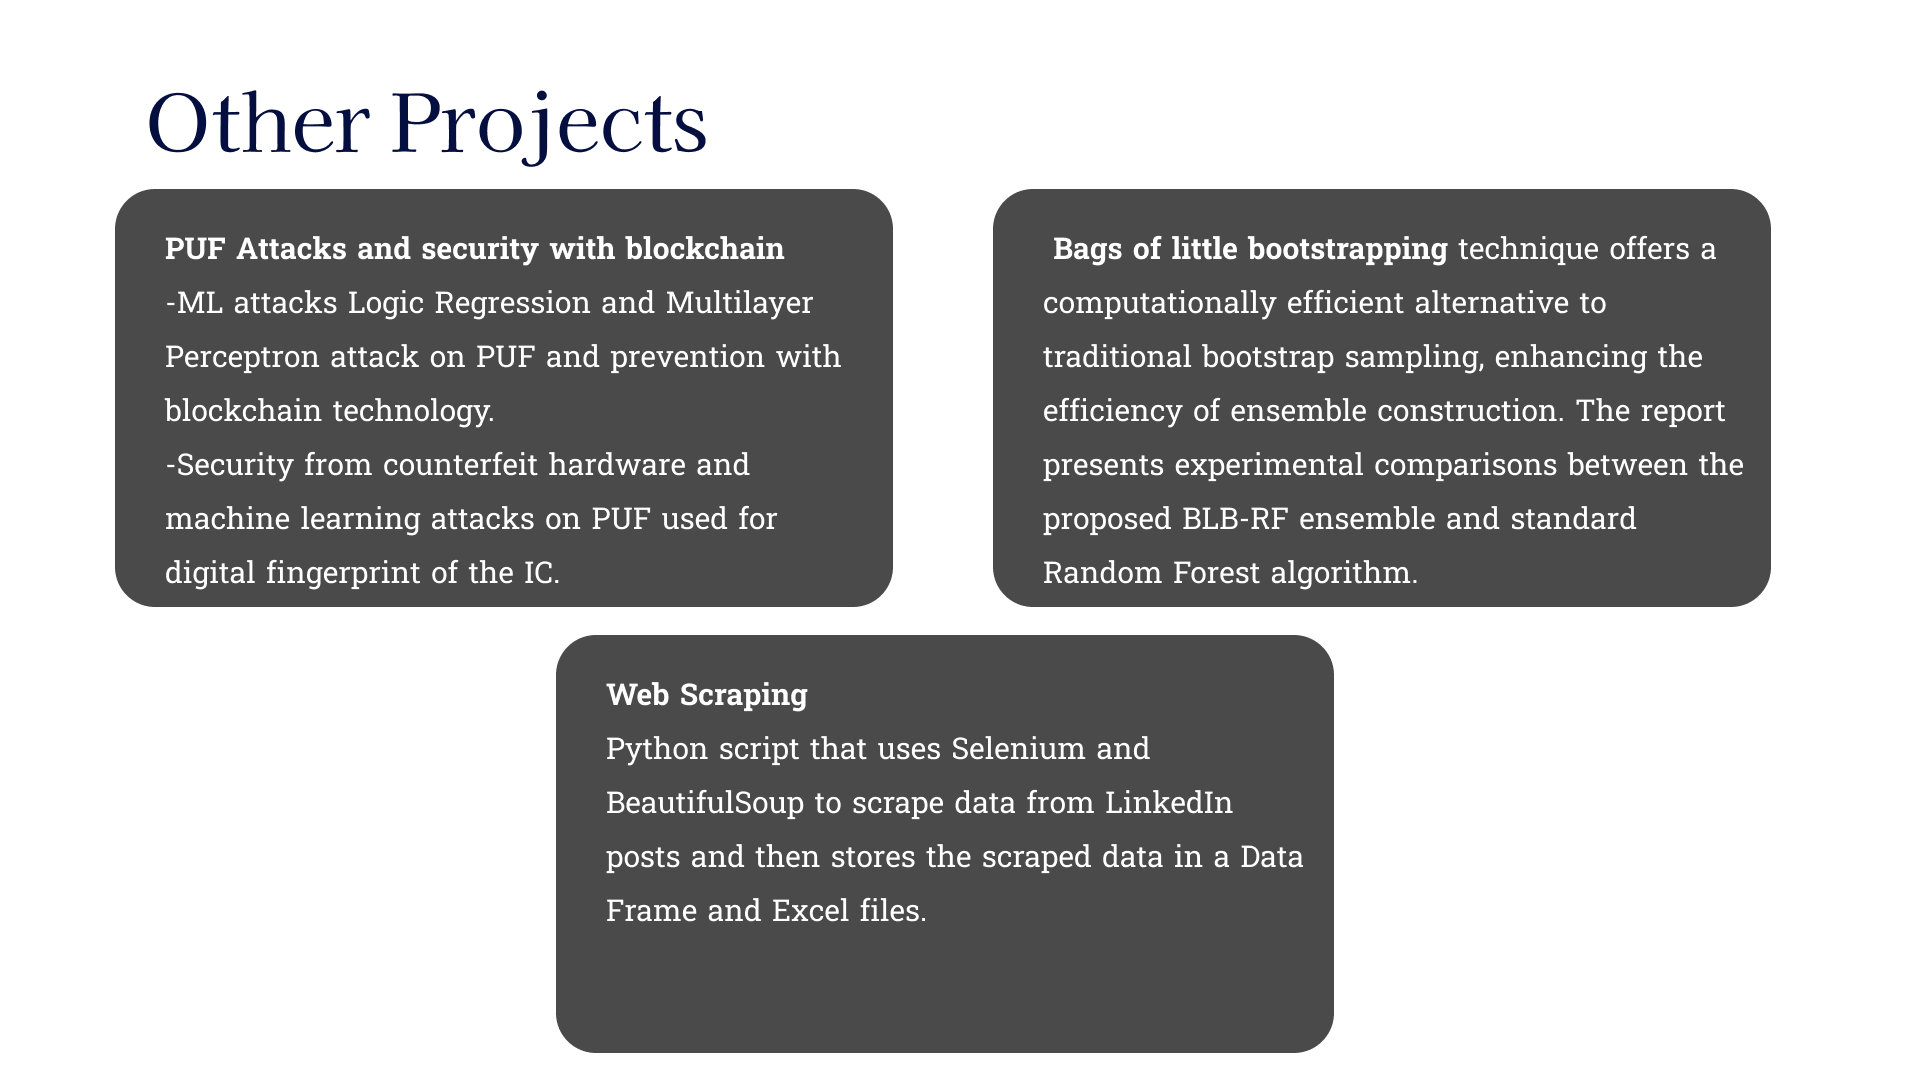 Other Projects
PUF Attacks and security with blockchain
-ML attacks Logic Regression and Multilayer
Perceptron attack on PUF and prevention with
blockchain technology.
-Security from counterfeit hardware and
machine learning attacks on PUF used for
digital fingerprint of the IC.
Bags of little bootstrapping technique offers a
computationally efficient alternative to
traditional bootstrap sampling, enhancing the
efficiency of ensemble construction. The report
presents experimental comparisons between the
proposed BLB-RF ensemble and standard
Random Forest algorithm.
Web Scraping
Python script that uses Selenium and
BeautifulSoup to scrape data from LinkedIn
posts and then stores the scraped data in a Data
Frame and Excel files.